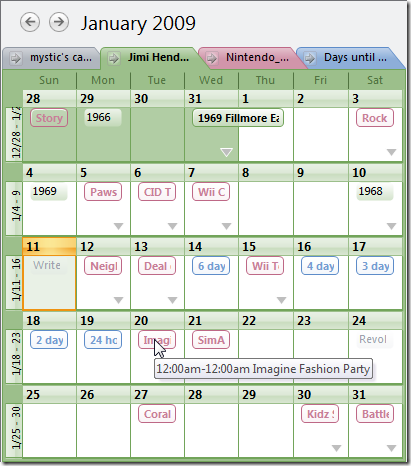 January 2009
mystic's ca... Jimi Hend... Nintendo_... Days until ...
Sun Mon Tue Wed Thu Fri Sat
28 29 30 31 1 2 3
Story 1966 1969 Fillmore Ea Rock
4 5 6 7 8 9 10
1/4 - 9
1969 Paws CID T Wii C 1968
11 12 13 14 15 16 17
1/11 - 16
Write Neigl Deal 6 day Wii T 4 day 3 day
18 19 20 21 22 23 24
1/18 - 23
2 day 24 hc Imagi SimA Revol
12:00am-12:00am Imagine Fashion Party
25 26 27 28 29 30 31
1/25 - 30
Coral Kidz Battle